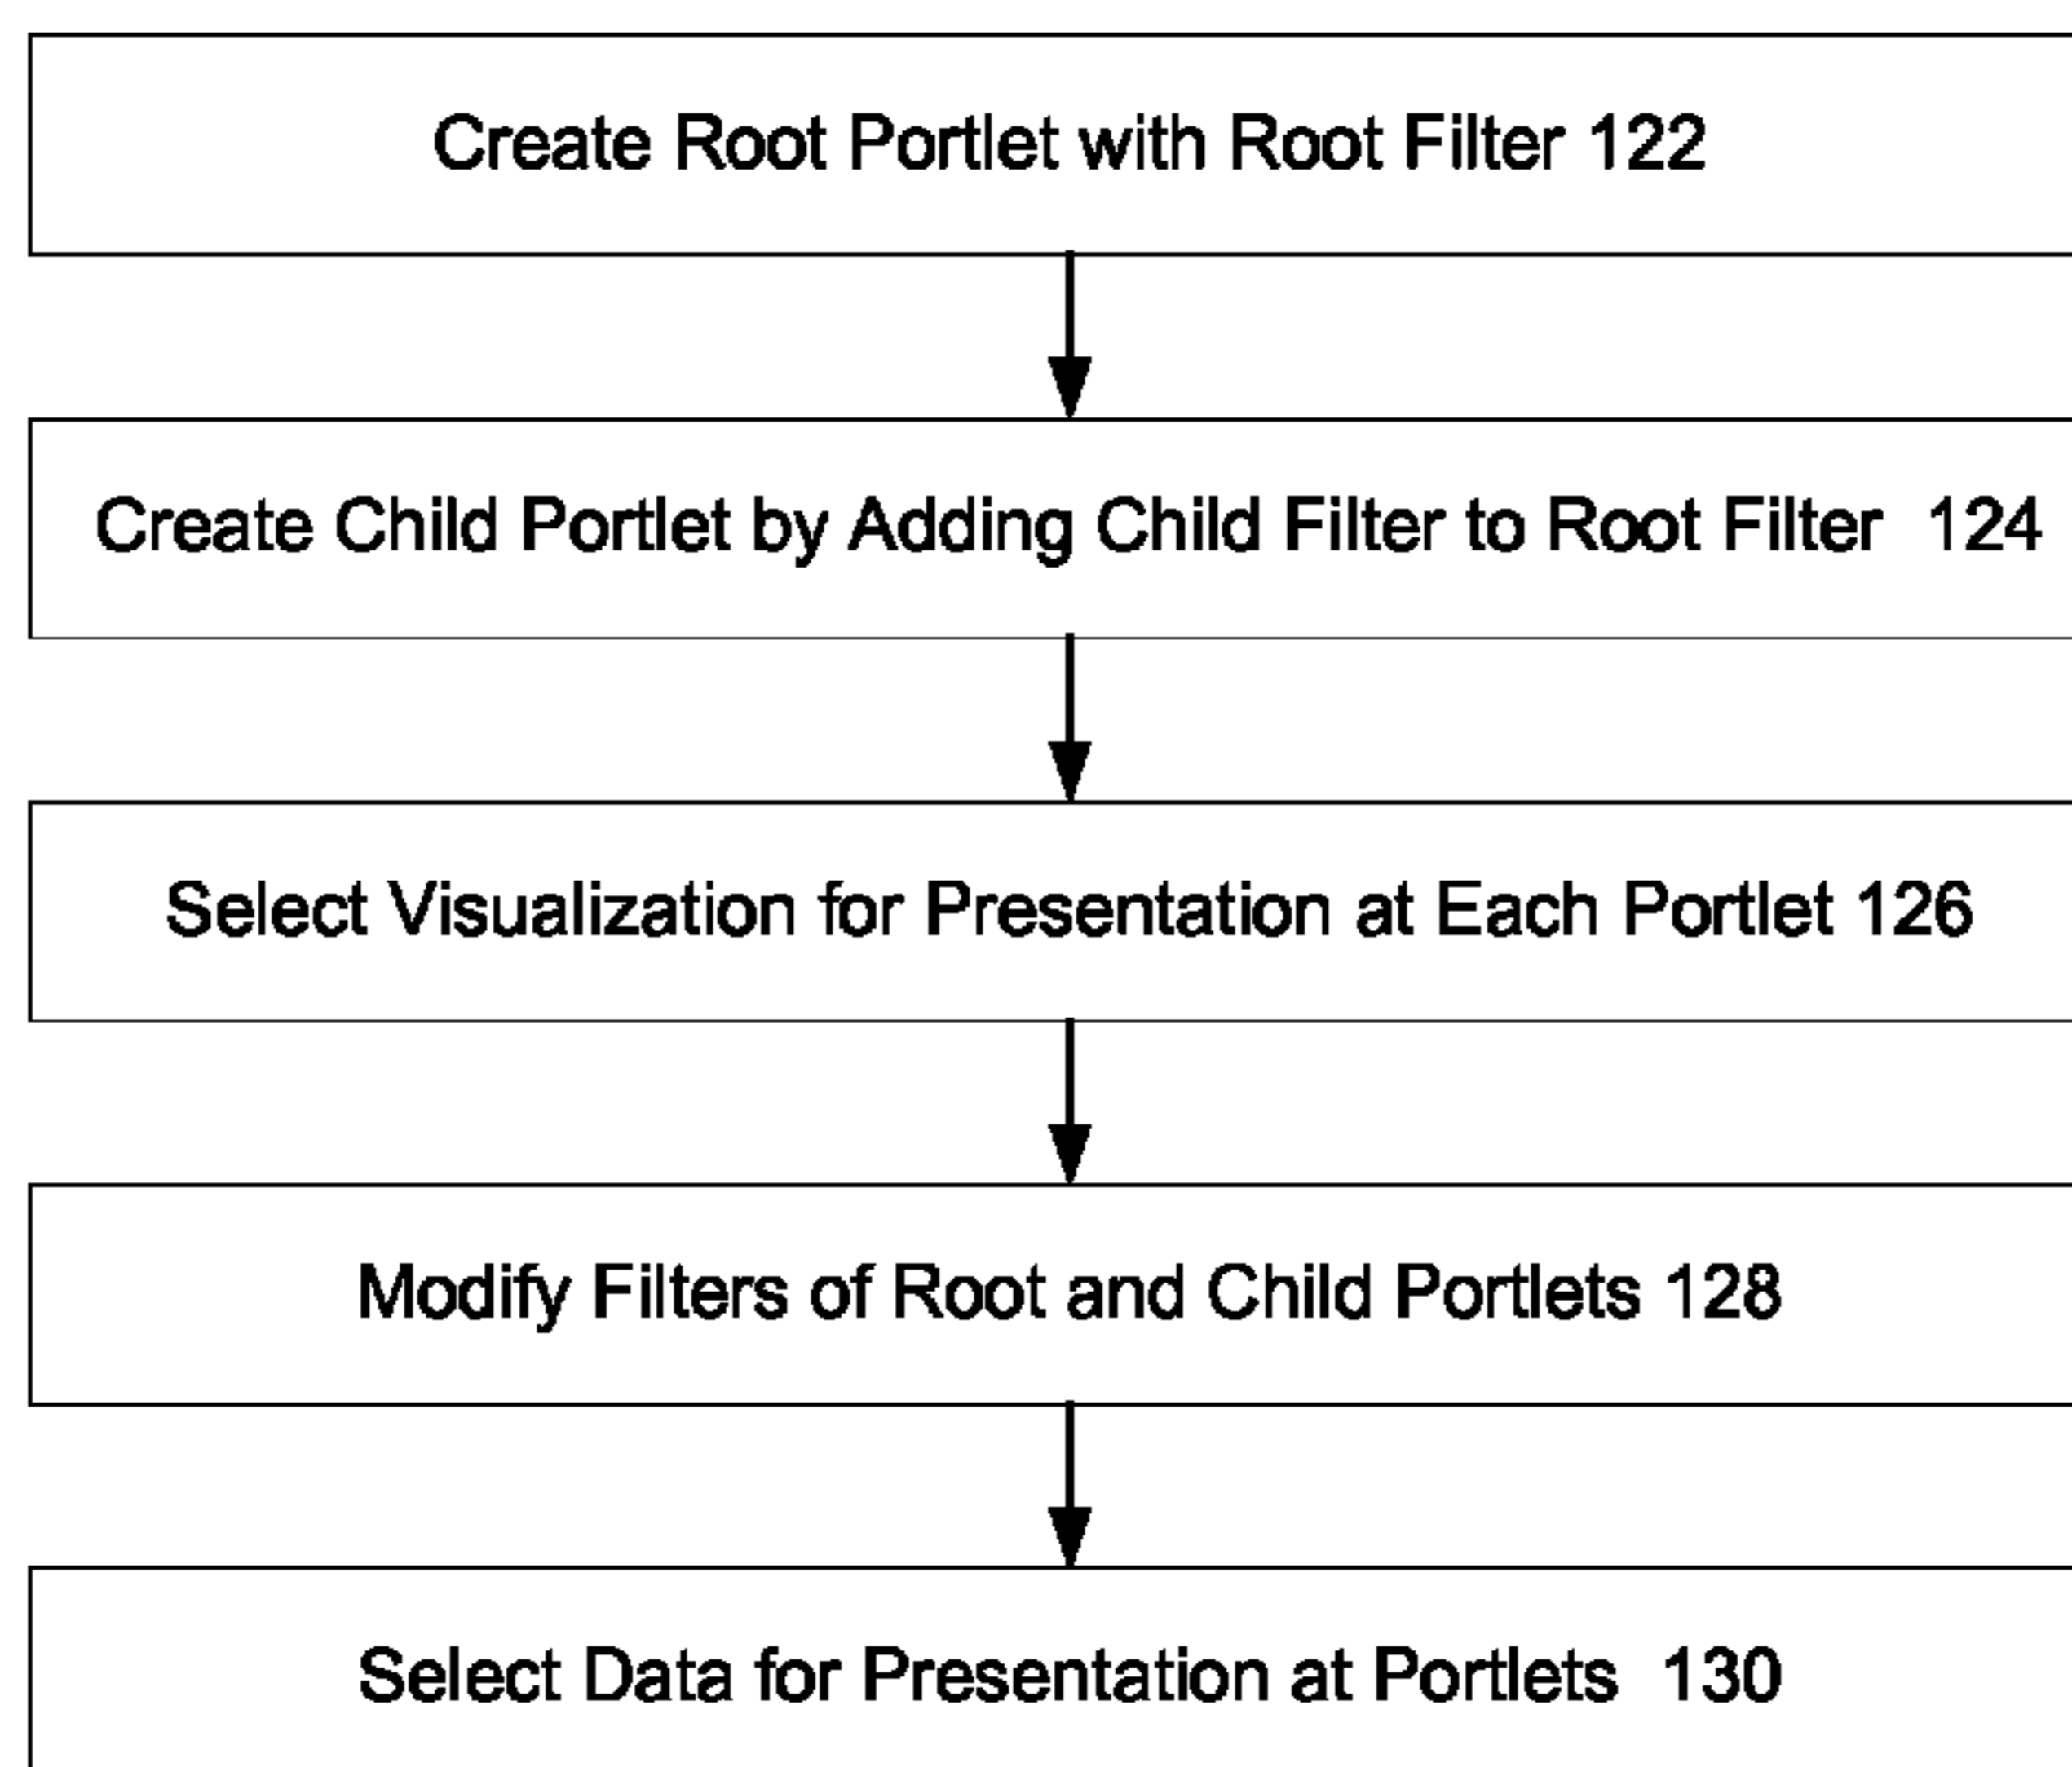 Create Root Portlet with Root Filter 122
Create Child Portlet by Adding Child Filter to Root Filter 124
Select Visualization for Presentation at Each Portlet 126
Modify Filters of Root and Child Portlets 128
Select Data for Presentation at Portlets 130